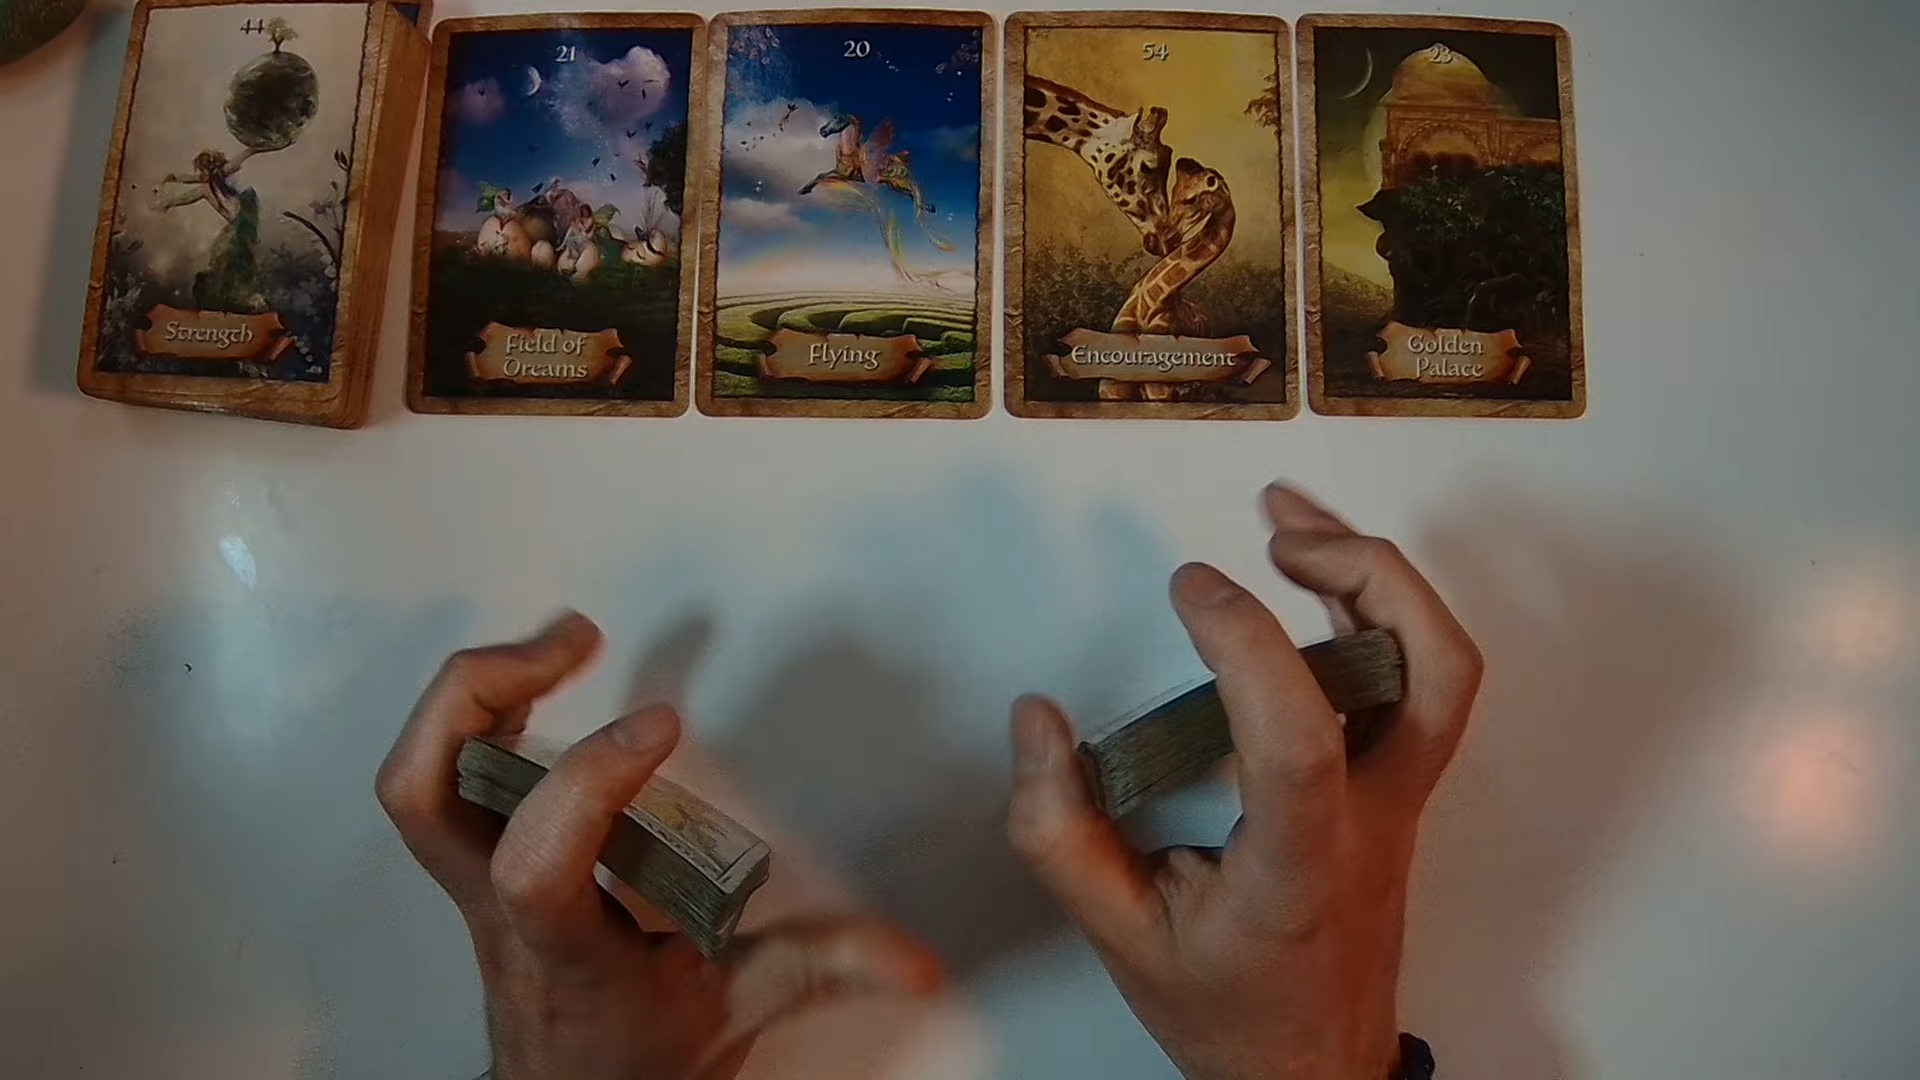 44
Strength
21
Field of
Dreams
20
Flying
54
Encouragement
23
Golden
Palace